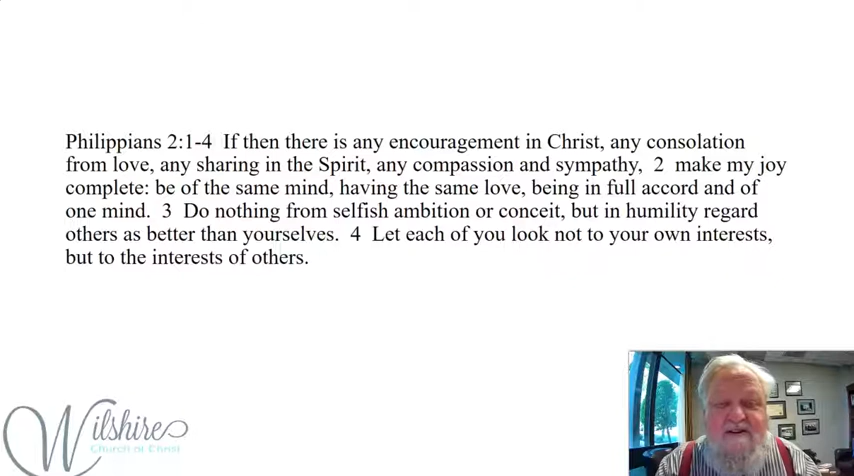 Philippians 2:1-4 If then there is any encouragement in Christ, any consolation
from love, any sharing in the Spirit, any compassion and sympathy, 2 make my joy
complete: be of the same mind, having the same love, being in full accord and of
one mind. 3 Do nothing from selfish ambition or conceit, but in humility regard
others as better than yourselves. 4 Let each of you look not to your own interests,
but to the interests of others.
Wilshire
Church of Christ